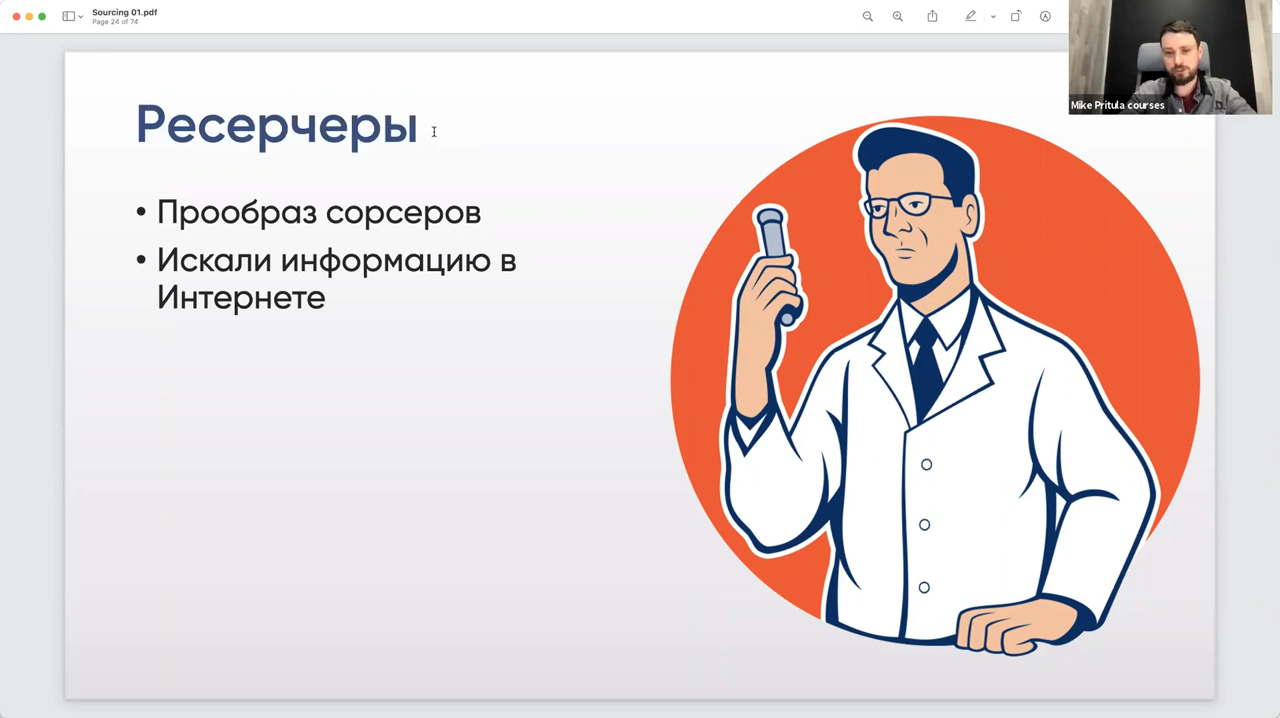 Sourcing 01.pdf
Page 24 of 74
Mike Pritula courses
Ресерчеры
• Прообраз сорсеров
• Искали информацию в
Интернете